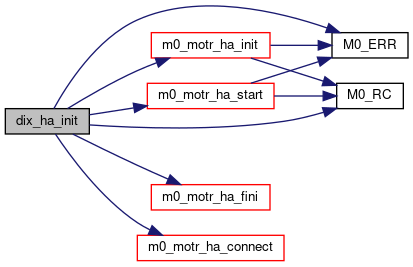 dix_ha_init
m0_motr_ha_init
m0_motr_ha_start
m0_motr_ha_fini
m0_motr_ha_connect
M0_ERR
M0_RC